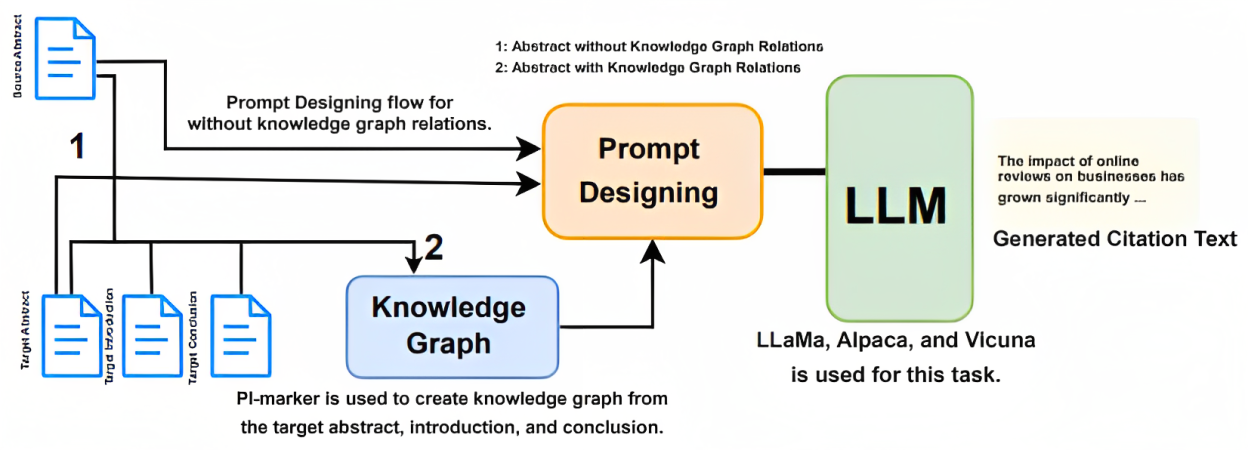 Source Abstract
1: Abstract without Knowledge Graph Relations
2: Abstract with Knowledge Graph Relations
Prompt Designing flow for
without knowledge graph relations.
1
Prompt
Designing
LLM
The impact of online
reviews on businesses has
grown significantly ...
Generated Citation Text
2
Target Abstract
Target Introduction
Target Conclusion
Knowledge
Graph
LLaMa, Alpaca, and Vicuna
is used for this task.
Pl-marker is used to create knowledge graph from
the target abstract, introduction, and conclusion.